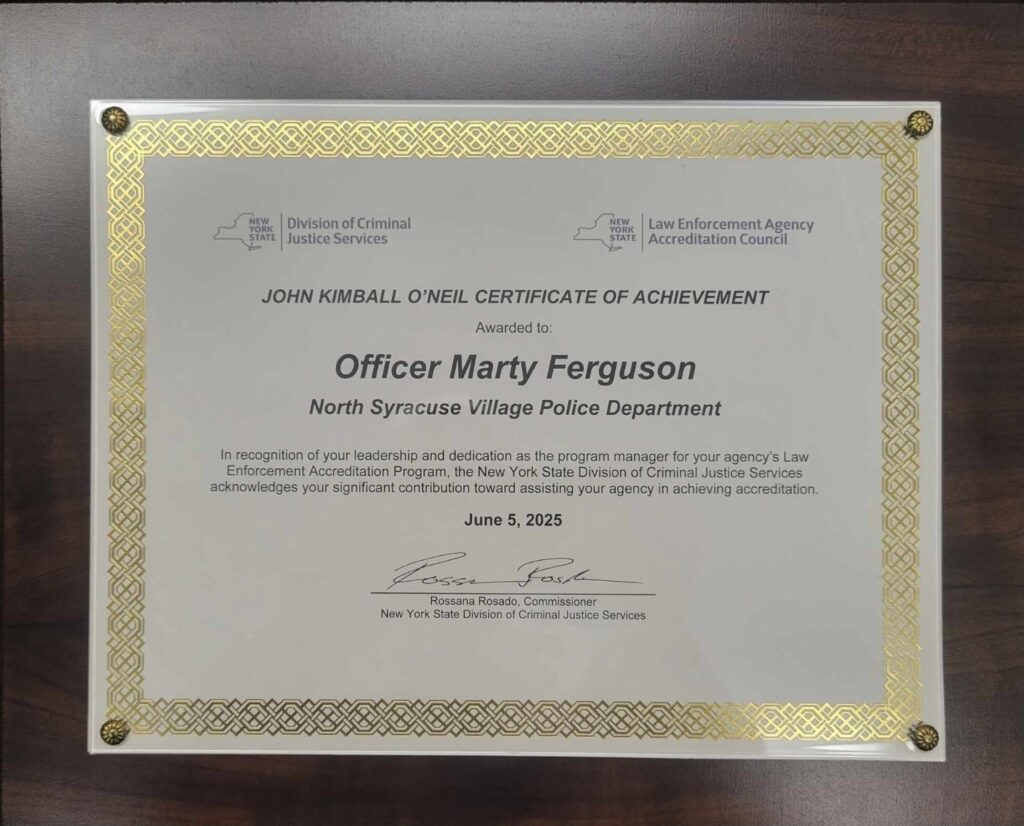 NEW YORK STATE
Division of Criminal Justice Services
NEW YORK STATE
Law Enforcement Agency Accreditation Council
JOHN KIMBALL O'NEIL CERTIFICATE OF ACHIEVEMENT
Awarded to:
Officer Marty Ferguson
North Syracuse Village Police Department
In recognition of your leadership and dedication as the program manager for your agency's Law
Enforcement Accreditation Program, the New York State Division of Criminal Justice Services
acknowledges your significant contribution toward assisting your agency in achieving accreditation.
June 5, 2025
Rossana Rosado, Commissioner
New York State Division of Criminal Justice Services